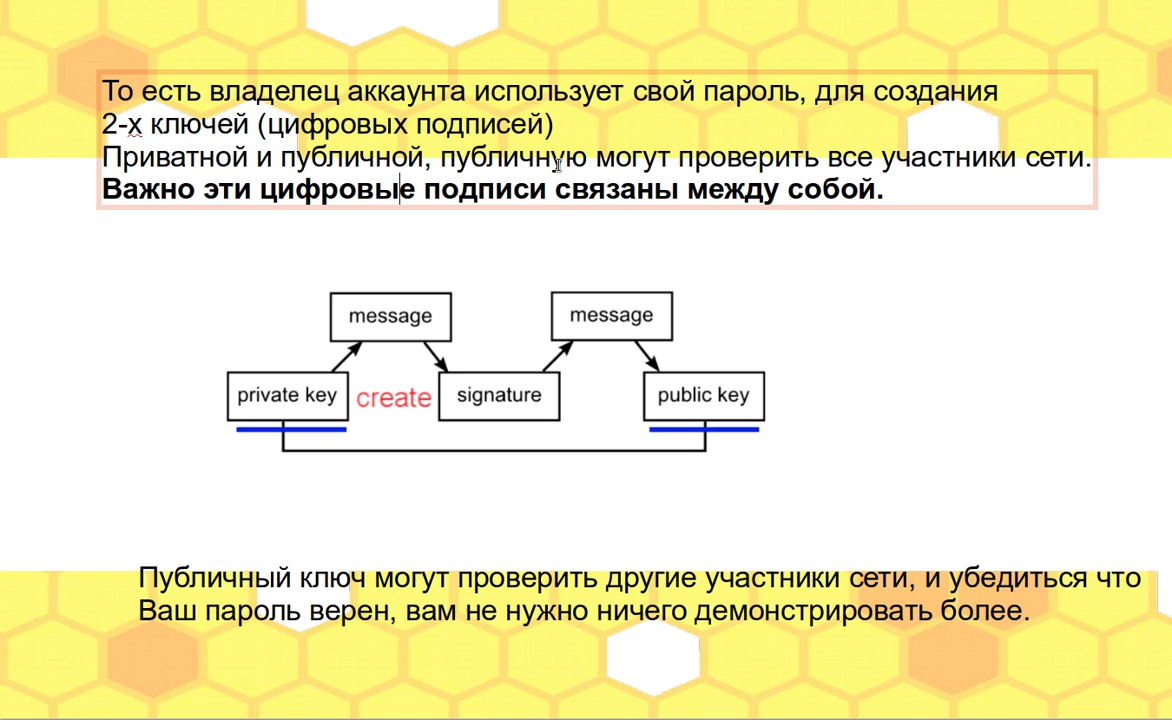 То есть владелец аккаунта использует свой пароль, для создания
2-х ключей (цифровых подписей)
Приватной и публичной, публичную могут проверить все участники сети.
Важно эти цифровые подписи связаны между собой.
message
message
private key
create
signature
public key
Публичный ключ могут проверить другие участники сети, и убедиться что
Ваш пароль верен, вам не нужно ничего демонстрировать более.